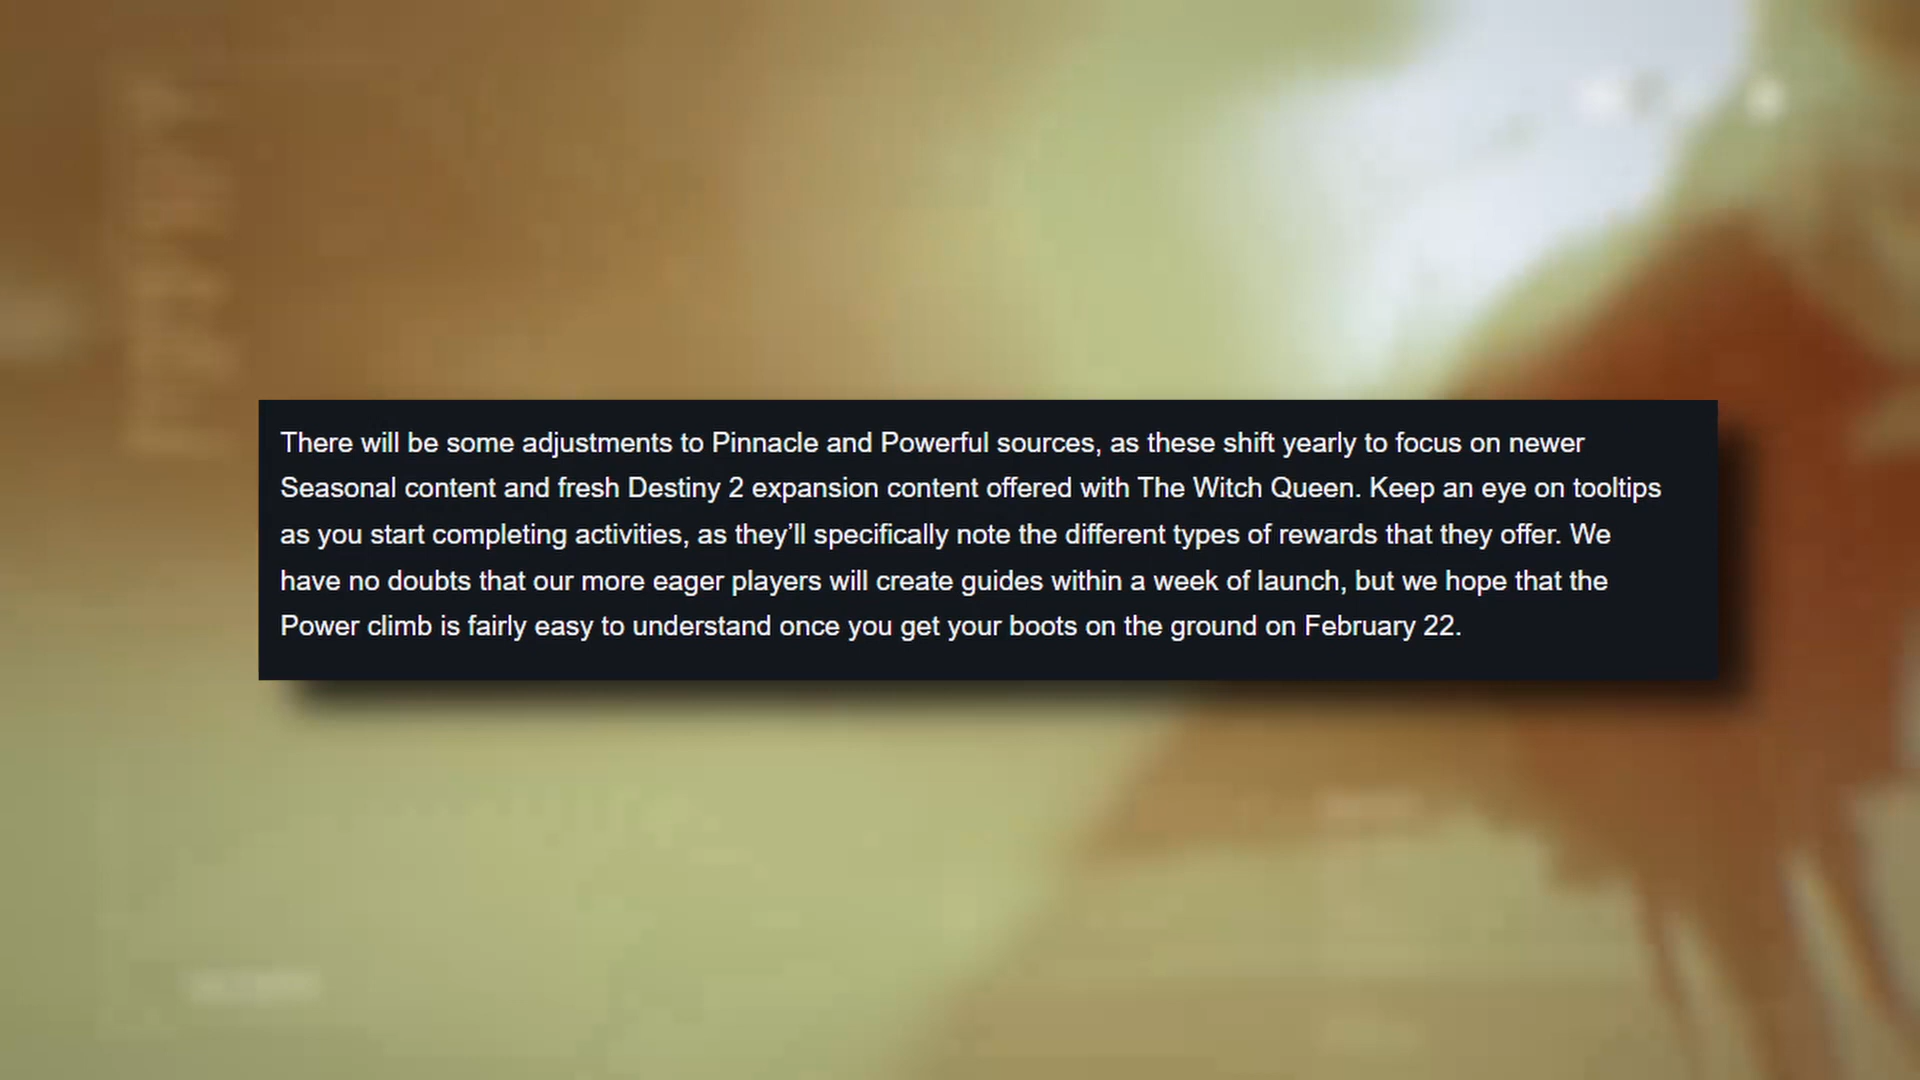 There will be some adjustments to Pinnacle and Powerful sources, as these shift yearly to focus on newer
Seasonal content and fresh Destiny 2 expansion content offered with The Witch Queen. Keep an eye on tooltips
as you start completing activities, as they’ll specifically note the different types of rewards that they offer. We
have no doubts that our more eager players will create guides within a week of launch, but we hope that the
Power climb is fairly easy to understand once you get your boots on the ground on February 22.